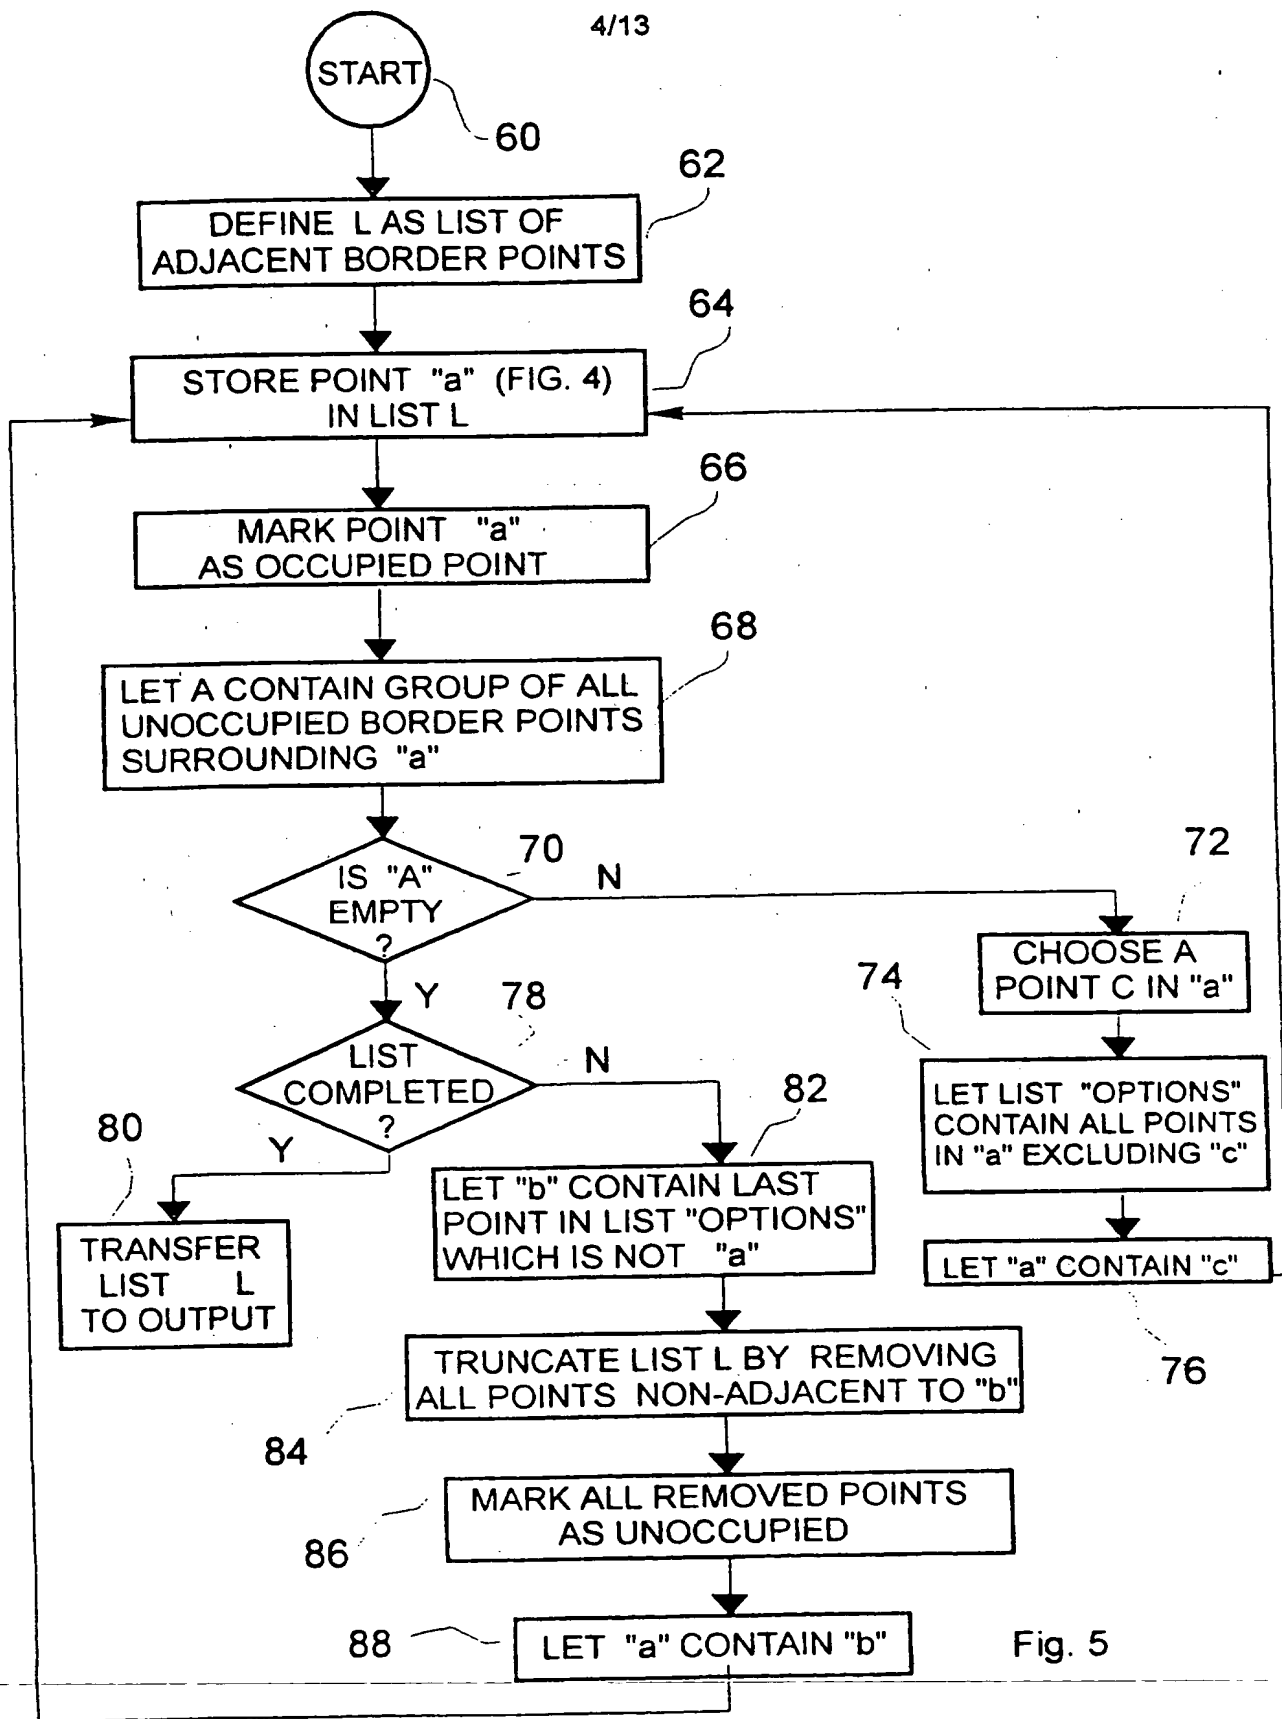 4/13
START
60
62
DEFINE L AS LIST OF
ADJACENT BORDER POINTS
64
STORE POINT "a" (FIG. 4)
IN LIST L
66
MARK POINT "a"
AS OCCUPIED POINT
68
LET A CONTAIN GROUP OF ALL
UNOCCUPIED BORDER POINTS
SURROUNDING "a"
70
IS "A"
EMPTY
?
N
Y
72
CHOOSE A
POINT C IN "a"
74
LET LIST "OPTIONS"
CONTAIN ALL POINTS
IN "a" EXCLUDING "c"
LET "a" CONTAIN "c"
76
78
LIST
COMPLETED
?
N
Y
80
TRANSFER
LIST L
TO OUTPUT
82
LET "b" CONTAIN LAST
POINT IN LIST "OPTIONS"
WHICH IS NOT "a"
TRUNCATE LIST L BY REMOVING
ALL POINTS NON-ADJACENT TO "b"
84
MARK ALL REMOVED POINTS
AS UNOCCUPIED
86
88
LET "a" CONTAIN "b"
Fig. 5